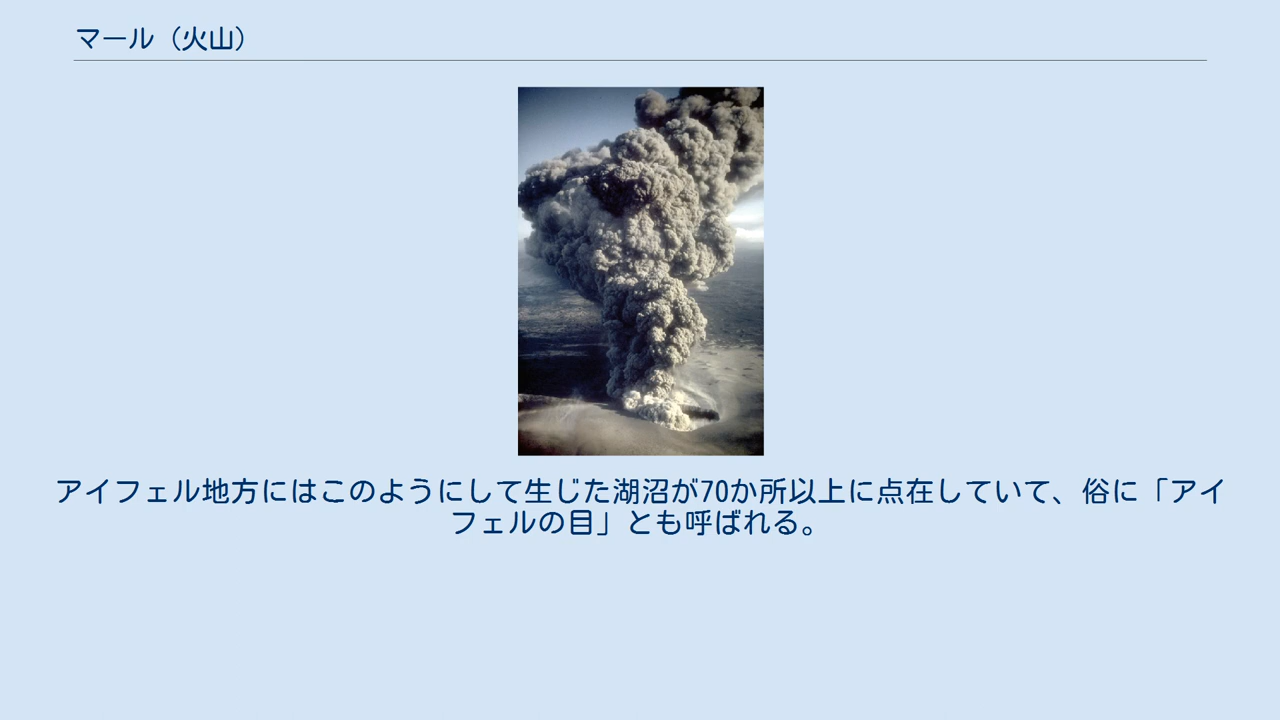 マール（火山）
アイフェル地方にはこのようにして生じた湖沼が70か所以上に点在していて、俗に「アイ
フェルの目」とも呼ばれる。